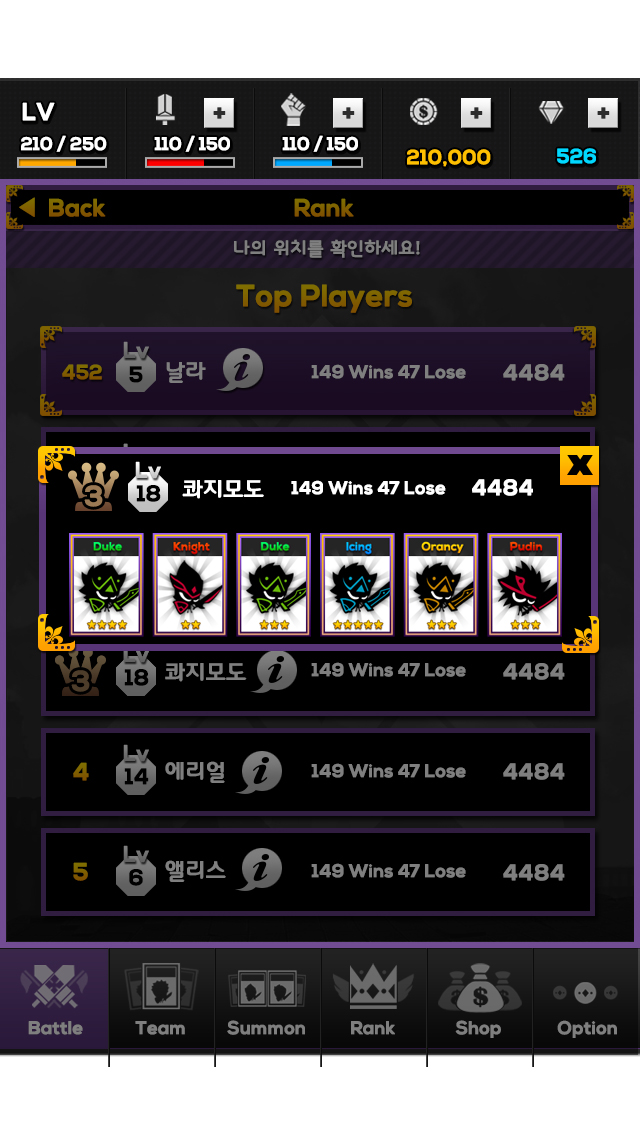 LV
210 / 250
+
110 / 150
+
110 / 150
$
+
210,000
+
526
Back
Rank
나의 위치를 확인하세요!
Top Players
452
Lv
5
날라
i
149 Wins 47 Lose
4484
X
3
Lv
18
콰지모도
149 Wins 47 Lose
4484
Duke
Knight
Duke
Icing
Orancy
Pudin
3
Lv
18
콰지모도
i
149 Wins 47 Lose
4484
4
Lv
14
에리얼
i
149 Wins 47 Lose
4484
5
Lv
6
앨리스
i
149 Wins 47 Lose
4484
Battle
Team
Summon
Rank
$
Shop
Option